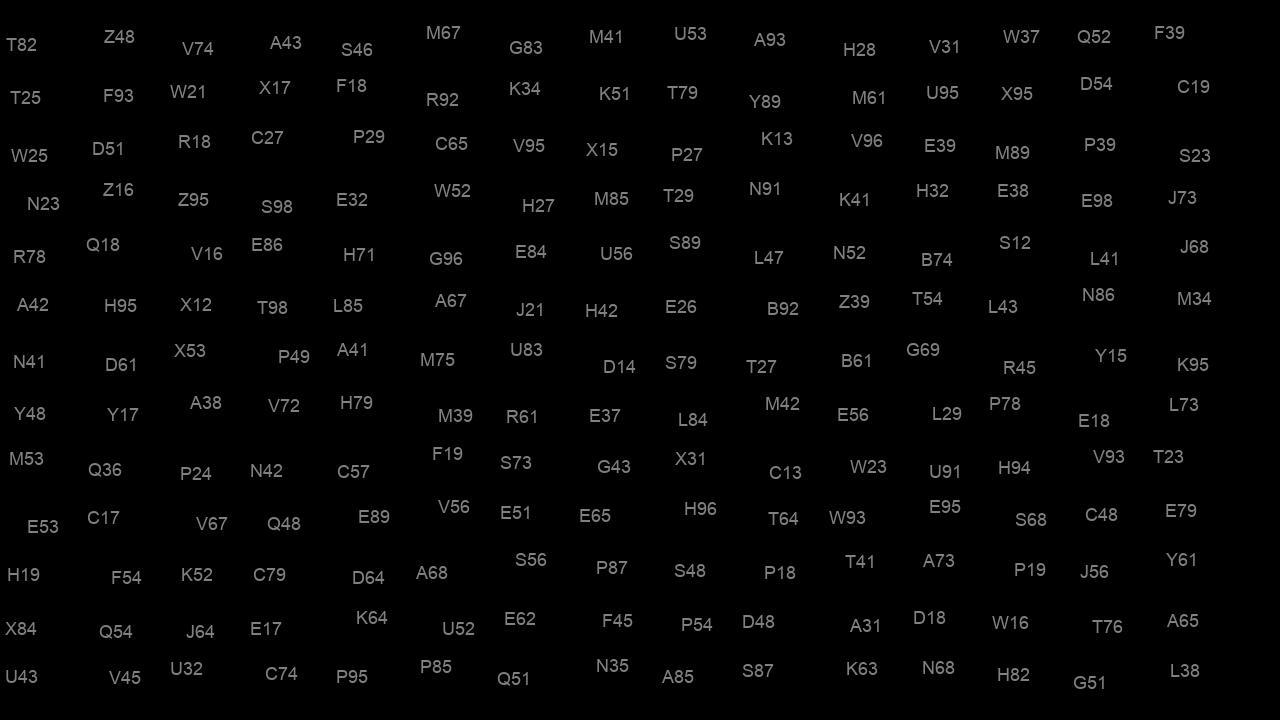 T82 Z48 V74 A43 S46 M67 G83 M41 U53 A93 H28 V31 W37 Q52 F39
T25 F93 W21 X17 F18 R92 K34 K51 T79 Y89 M61 U95 X95 D54 C19
W25 D51 R18 C27 P29 C65 V95 X15 P27 K13 V96 E39 M89 P39 S23
N23 Z16 Z95 S98 E32 W52 H27 M85 T29 N91 K41 H32 E38 E98 J73
R78 Q18 V16 E86 H71 G96 E84 U56 S89 L47 N52 B74 S12 L41 J68
A42 H95 X12 T98 L85 A67 J21 H42 E26 B92 Z39 T54 L43 N86 M34
N41 D61 X53 P49 A41 M75 U83 D14 S79 T27 B61 G69 R45 Y15 K95
Y48 Y17 A38 V72 H79 M39 R61 E37 L84 M42 E56 L29 P78 E18 L73
M53 Q36 P24 N42 C57 F19 S73 G43 X31 C13 W23 U91 H94 V93 T23
E53 C17 V67 Q48 E89 V56 E51 E65 H96 T64 W93 E95 S68 C48 E79
H19 F54 K52 C79 D64 A68 S56 P87 S48 P18 T41 A73 P19 J56 Y61
X84 Q54 J64 E17 K64 U52 E62 F45 P54 D48 A31 D18 W16 T76 A65
U43 V45 U32 C74 P95 P85 Q51 N35 A85 S87 K63 N68 H82 G51 L38